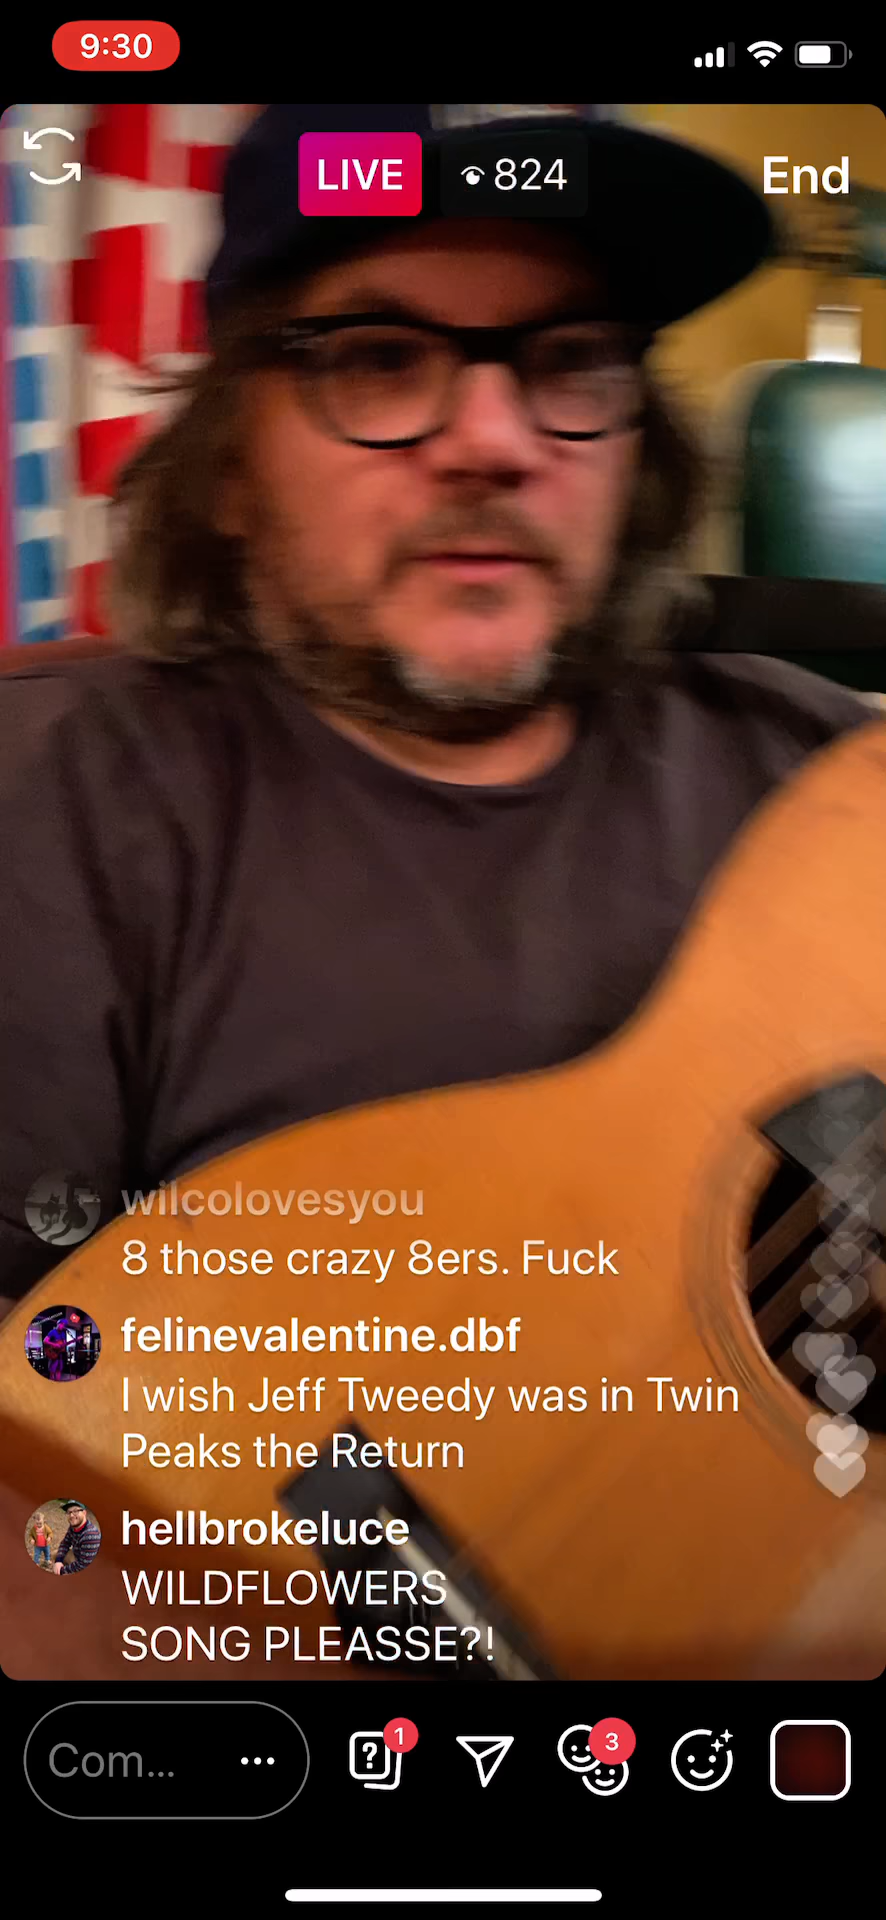 9:30
LIVE
824
End
wilcolovesyou
8 those crazy 8ers. Fuck
felinevalentine.dbf
I wish Jeff Tweedy was in Twin
Peaks the Return
hellbrokeluce
WILDFLOWERS
SONG PLEASSE?!
Com...
?
1
3